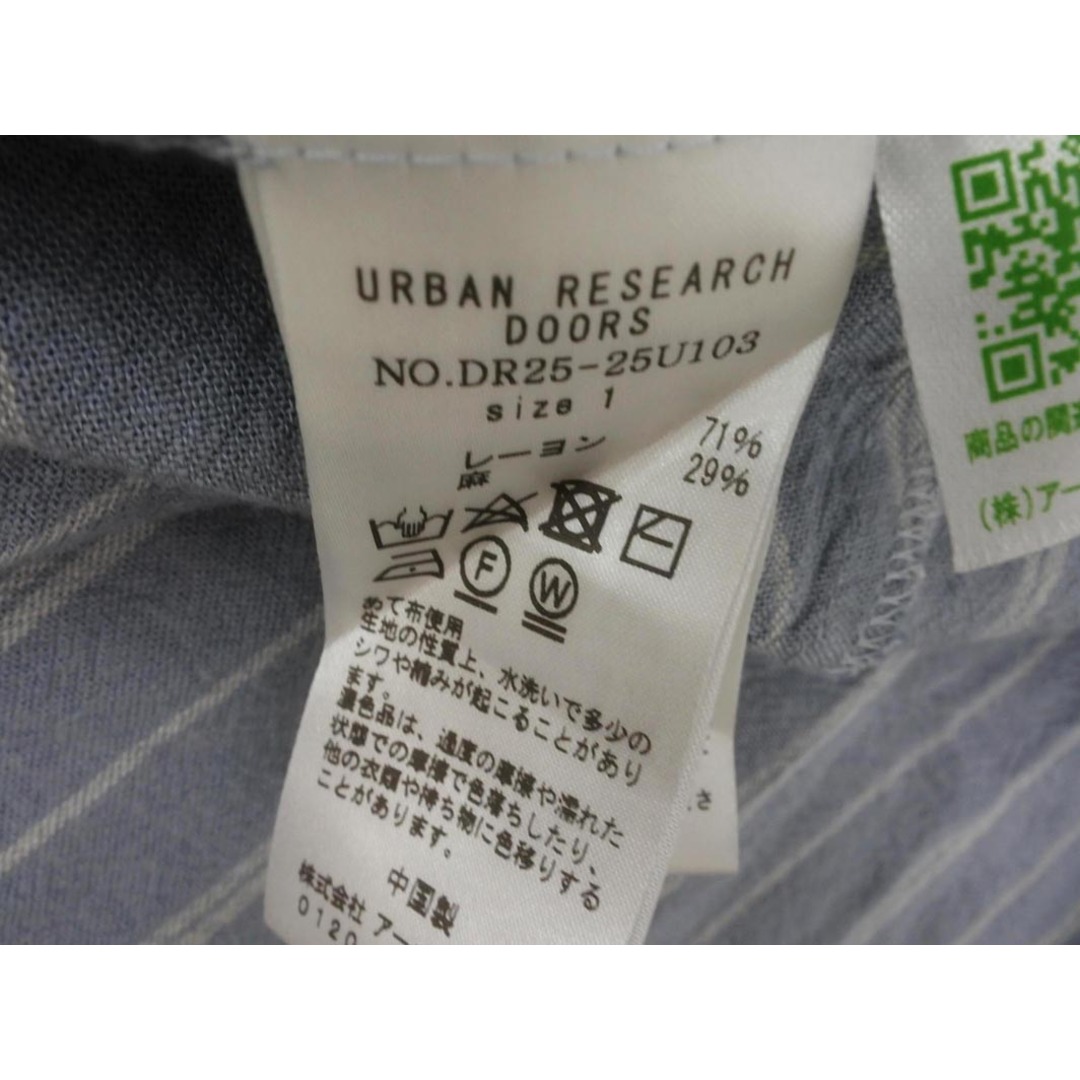 URBAN RESEARCH
DOORS
NO.DR25-25U103
size 1
レーヨン 71%
麻 29%
F W
めて布使用
生地の性質上、水洗いで多少の
シワや縮みが起こることがあり
ます。
濃色品は、過度の摩擦や濡れた
状態での摩擦で色落ちしたり、
他の衣類や持ち物に色移りする
ことがあります。
中国製
株式会社 アー
0120
さ
商品の関連
(株)アー